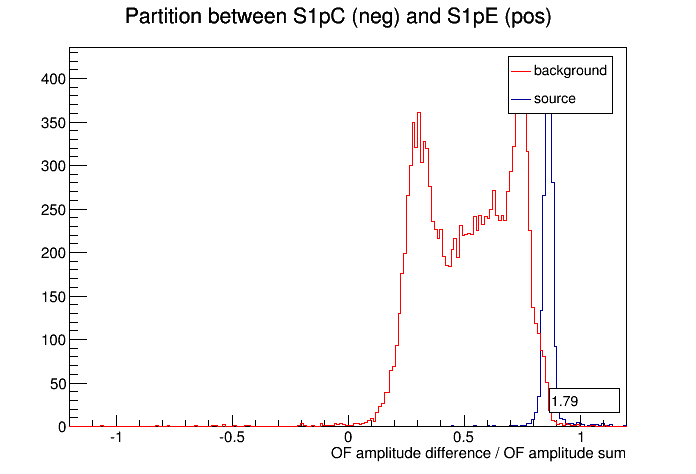 Partition between S1pC (neg) and S1pE (pos)
background
source
400
350
300
250
200
150
100
50
0
1.79
-1 -0.5 0 0.5 1
OF amplitude difference / OF amplitude sum